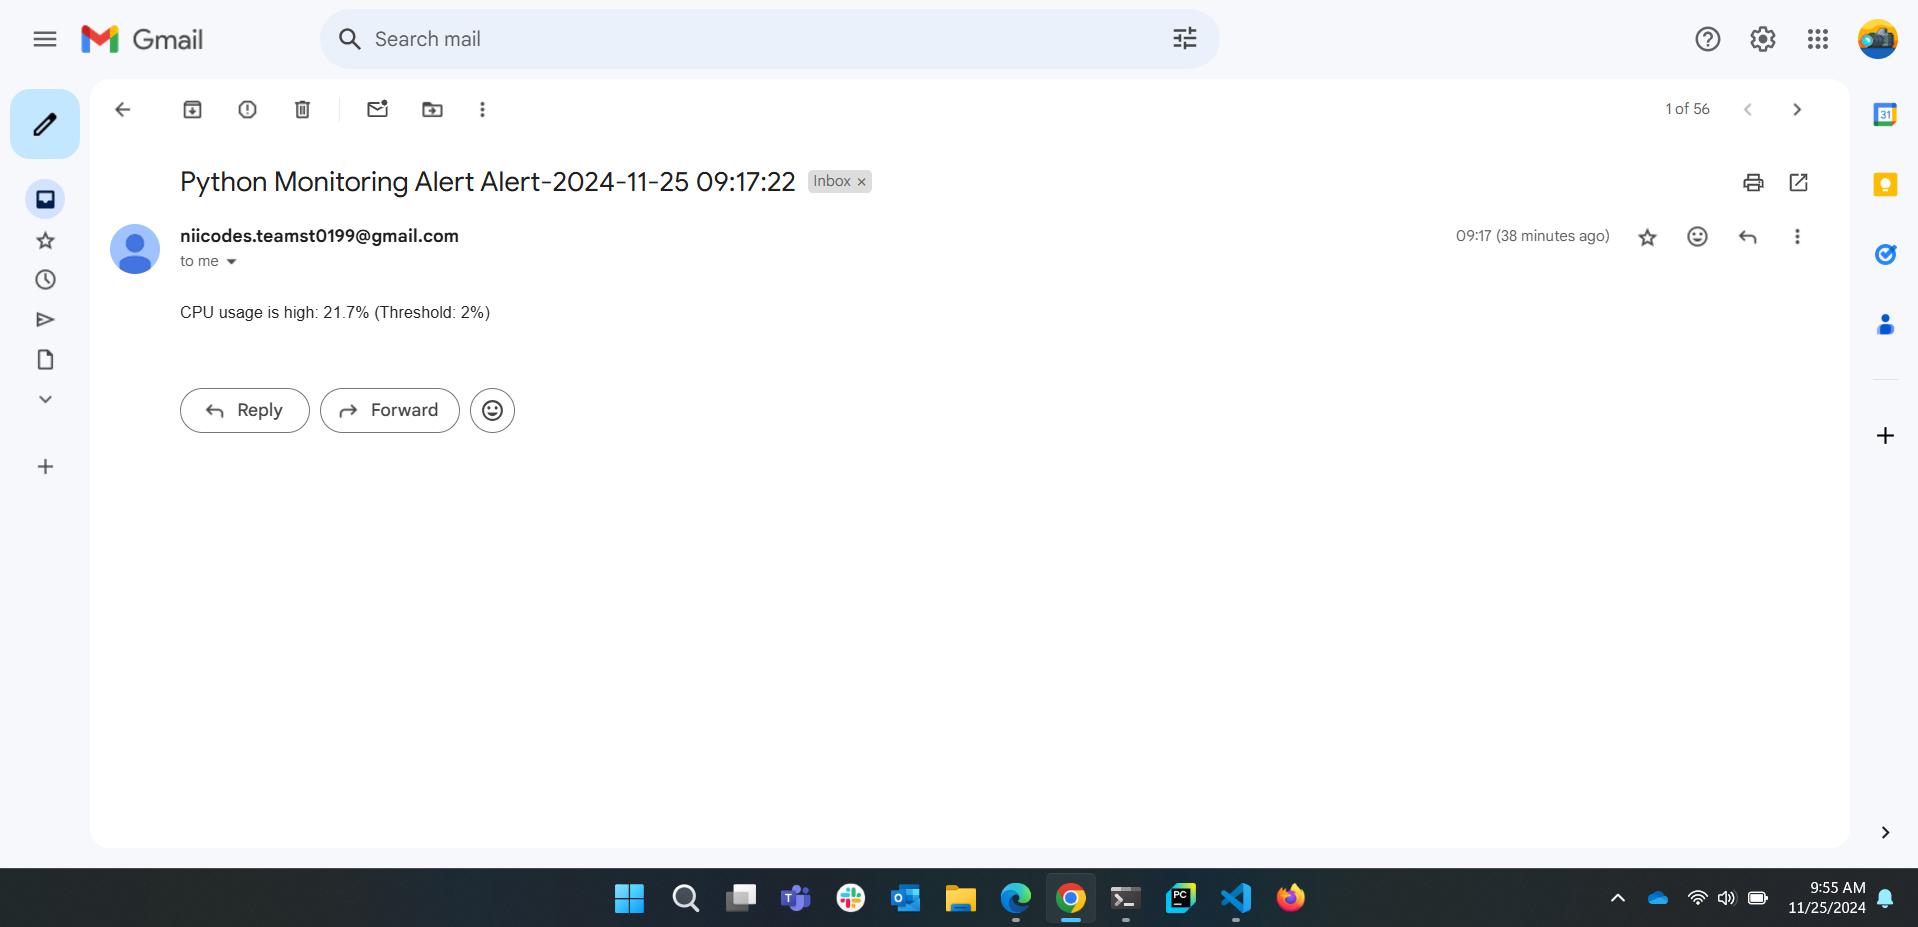 Gmail
Search mail
1 of 56
Python Monitoring Alert Alert-2024-11-25 09:17:22
Inbox ×
niicodes.teamst0199@gmail.com
09:17 (38 minutes ago)
to me
CPU usage is high: 21.7% (Threshold: 2%)
Reply
Forward
31
T
O
PC
9:55 AM
11/25/2024